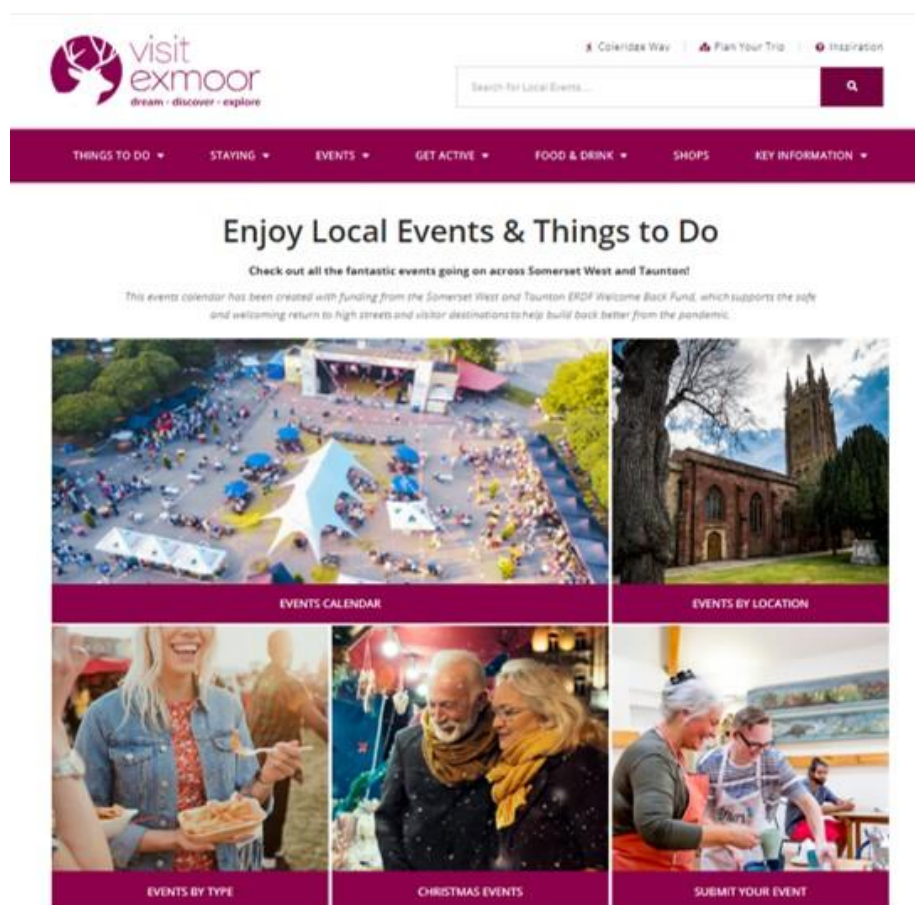 visit
exmoor
dream - discover - explore
Coleridge Way
Plan Your Trip
Inspiration
Search for Local Events...
THINGS TO DO
STAYING
EVENTS
GET ACTIVE
FOOD & DRINK
SHOPS
KEY INFORMATION
Enjoy Local Events & Things to Do
Check out all the fantastic events going on across Somerset West and Taunton!
This events calendar has been created with funding from the Somerset West and Taunton ERDF Welcome Back Fund, which supports the safe
and welcoming return to high streets and visitor destinations to help build back better from the pandemic.
EVENTS CALENDAR
EVENTS BY LOCATION
EVENTS BY TYPE
CHRISTMAS EVENTS
SUBMIT YOUR EVENT